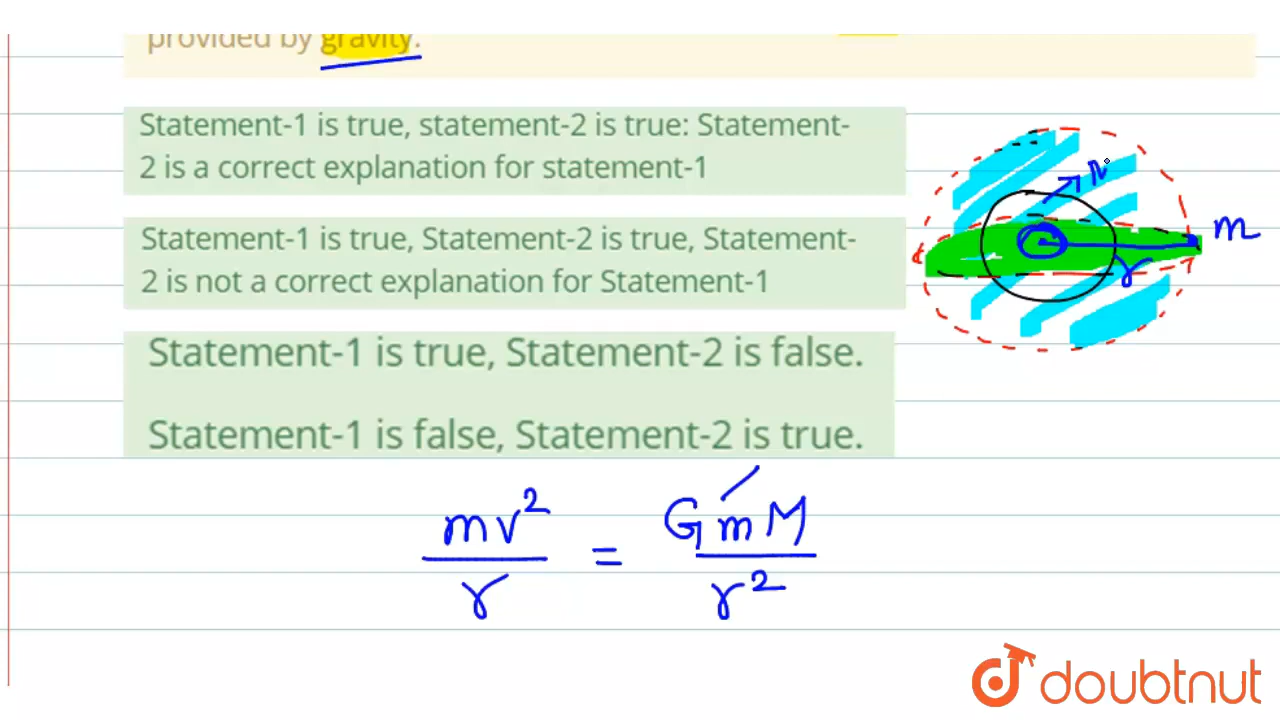 provided by gravity.
Statement-1 is true, statement-2 is true: Statement-
2 is a correct explanation for statement-1
Statement-1 is true, Statement-2 is true, Statement-
2 is not a correct explanation for Statement-1
Statement-1 is true, Statement-2 is false.
Statement-1 is false, Statement-2 is true.
m
r
mv² / r = GmM / r²
doubtnut